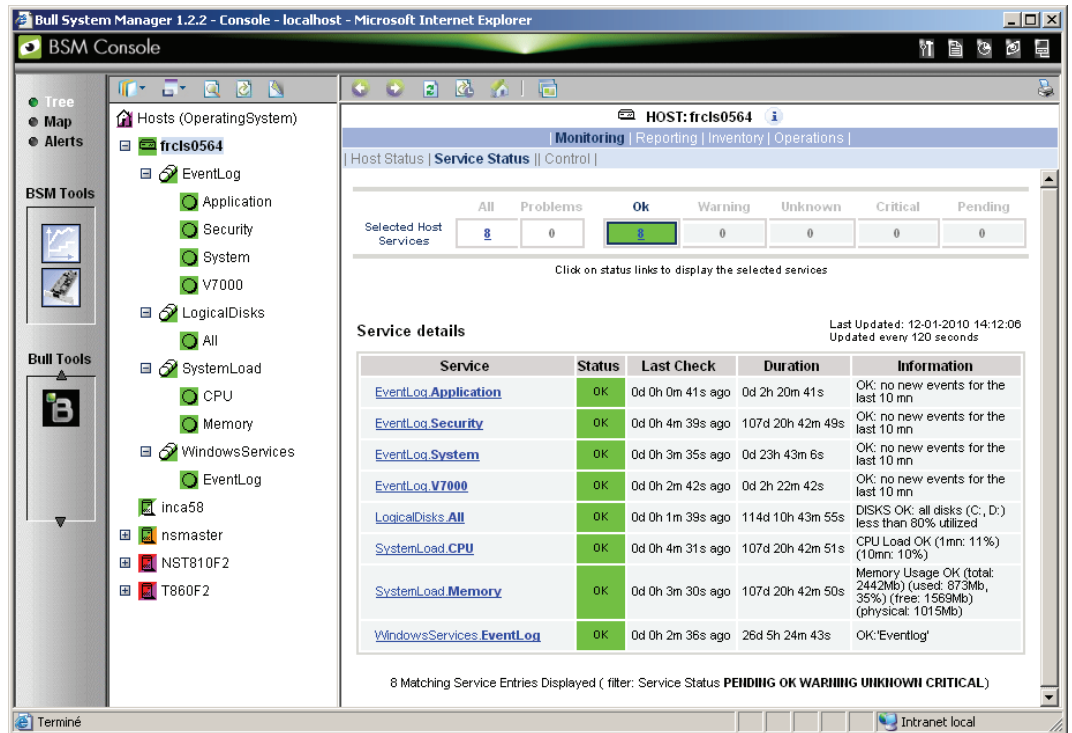 Bull System Manager 1.2.2 - Console - localhost - Microsoft Internet Explorer
BSM Console
Tree
Map
Alerts
BSM Tools
Bull Tools
B
Hosts (OperatingSystem)
frcls0564
EventLog
Application
Security
System
V7000
LogicalDisks
All
SystemLoad
CPU
Memory
WindowsServices
EventLog
inca58
nsmaster
NST810F2
T860F2
HOST: frcls0564
| Monitoring | Reporting | Inventory | Operations |
| Host Status | Service Status || Control |
All Problems Ok Warning Unknown Critical Pending
Selected Host Services 8 0 8 0 0 0 0
Click on status links to display the selected services
Service details
Last Updated: 12-01-2010 14:12:06
Updated every 120 seconds
Service Status Last Check Duration Information
EventLog.Application OK 0d 0h 0m 41s ago 0d 2h 20m 41s OK: no new events for the last 10 mn
EventLog.Security OK 0d 0h 4m 39s ago 107d 20h 42m 49s OK: no new events for the last 10 mn
EventLog.System OK 0d 0h 3m 35s ago 0d 23h 43m 6s OK: no new events for the last 10 mn
EventLog.V7000 OK 0d 0h 2m 42s ago 0d 2h 22m 42s OK: no new events for the last 10 mn
LogicalDisks.All OK 0d 0h 1m 39s ago 114d 10h 43m 55s DISKS OK: all disks (C:, D:) less than 80% utilized
SystemLoad.CPU OK 0d 0h 4m 31s ago 107d 20h 42m 51s CPU Load OK (1mn: 11%) (10mn: 10%)
SystemLoad.Memory OK 0d 0h 3m 30s ago 107d 20h 42m 50s Memory Usage OK (total: 2442Mb) (used: 873Mb, 35%) (free: 1569Mb) (physical: 1015Mb)
WindowsServices.EventLog OK 0d 0h 2m 36s ago 26d 5h 24m 43s OK:'Eventlog'
8 Matching Service Entries Displayed ( filter: Service Status PENDING OK WARNING UNKNOWN CRITICAL)
Terminé
Intranet local